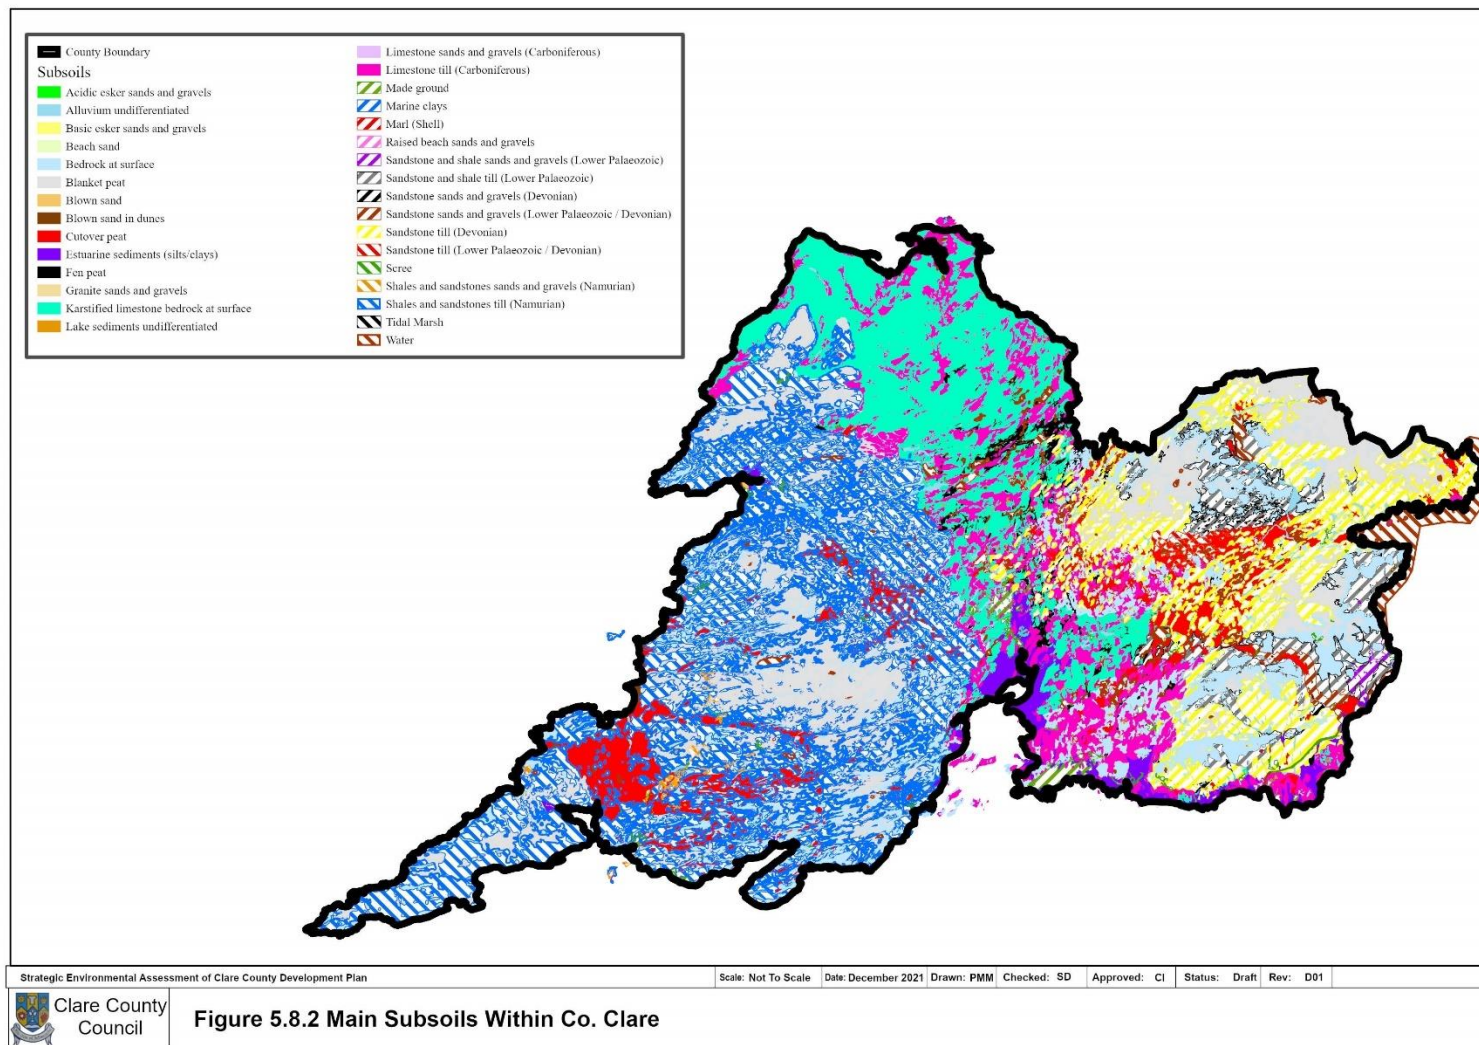 County Boundary
Subsoils
Acidic esker sands and gravels
Alluvium undifferentiated
Basic esker sands and gravels
Beach sand
Bedrock at surface
Blanket peat
Blown sand
Blown sand in dunes
Cutover peat
Estuarine sediments (silts/clays)
Fen peat
Granite sands and gravels
Karstified limestone bedrock at surface
Lake sediments undifferentiated
Limestone sands and gravels (Carboniferous)
Limestone till (Carboniferous)
Made ground
Marine clays
Marl (Shell)
Raised beach sands and gravels
Sandstone and shale sands and gravels (Lower Palaeozoic)
Sandstone and shale till (Lower Palaeozoic)
Sandstone sands and gravels (Devonian)
Sandstone sands and gravels (Lower Palaeozoic / Devonian)
Sandstone till (Devonian)
Sandstone till (Lower Palaeozoic / Devonian)
Scree
Shales and sandstones sands and gravels (Namurian)
Shales and sandstones till (Namurian)
Tidal Marsh
Water
Strategic Environmental Assessment of Clare County Development Plan
Scale: Not To Scale
Date: December 2021
Drawn: PMM
Checked: SD
Approved: CI
Status: Draft
Rev: D01
Clare County
Council
Figure 5.8.2 Main Subsoils Within Co. Clare